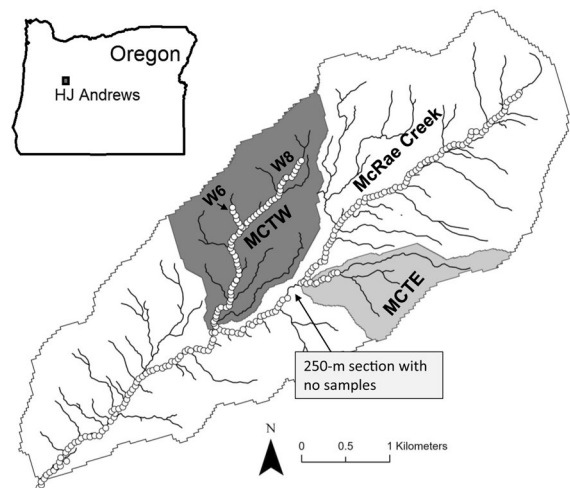 Oregon
HJ Andrews
McRae Creek
W8
W6
MCTW
MCTE
250-m section with
no samples
N
0 0.5 1 Kilometers